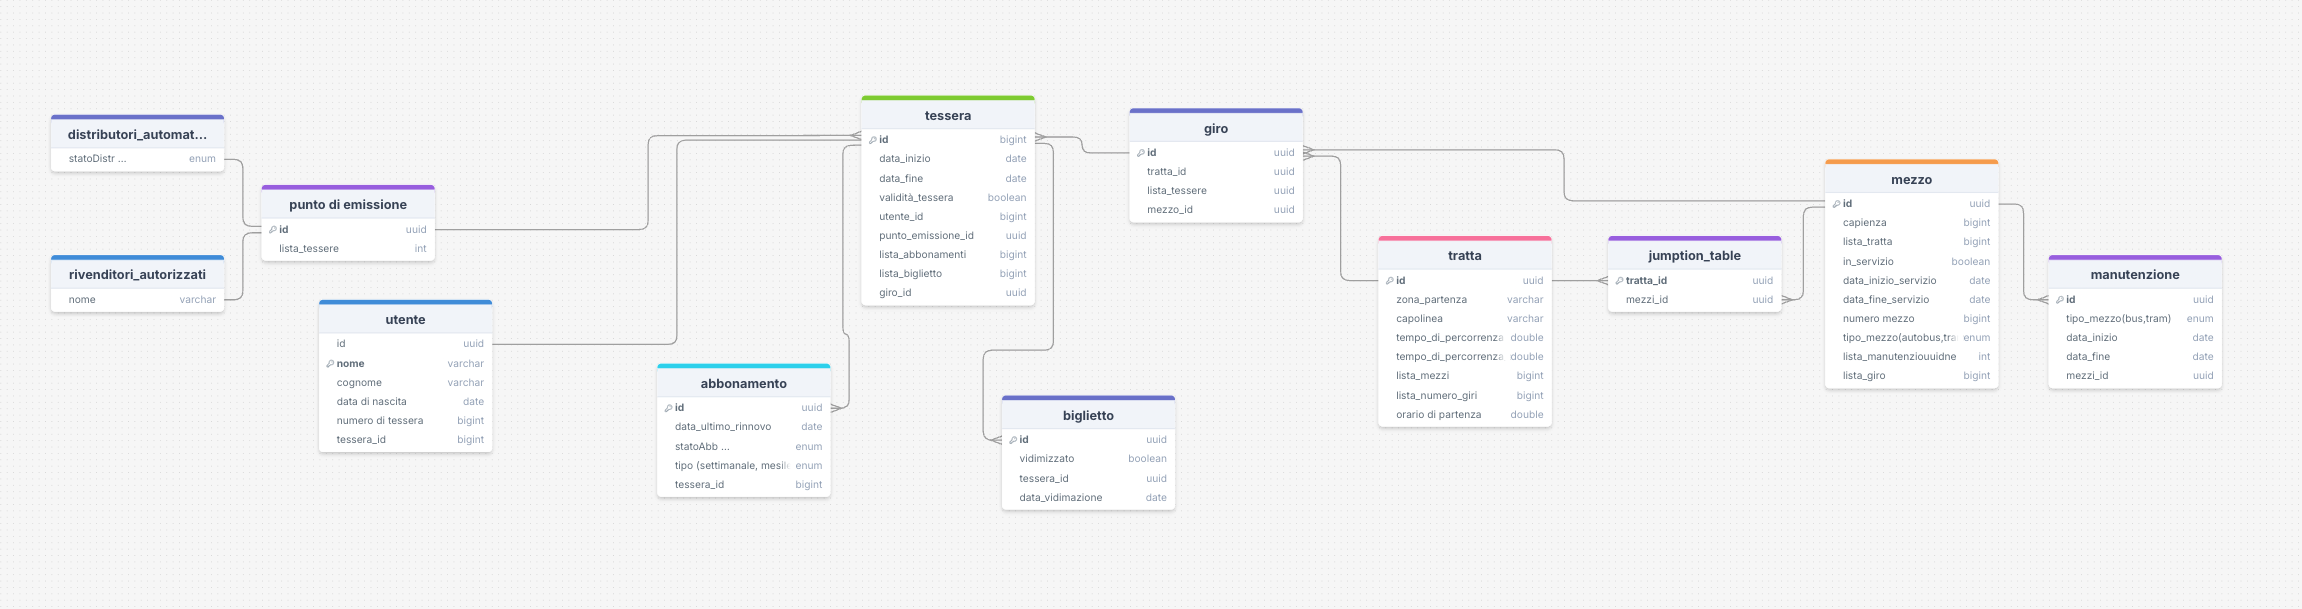 distributori_automat...
statoDistr ... enum
punto di emissione
id uuid
lista_tessere int
rivenditori_autorizzati
nome varchar
utente
id uuid
nome varchar
cognome varchar
data di nascita date
numero di tessera bigint
tessera_id bigint
tessera
id bigint
data_inizio date
data_fine date
validità_tessera boolean
utente_id bigint
punto_emissione_id uuid
lista_abbonamenti bigint
lista_biglietto bigint
giro_id uuid
abbonamento
id uuid
data_ultimo_rinnovo date
statoAbb ... enum
tipo (settimanale, mesile enum
tessera_id bigint
biglietto
id uuid
vidimizzato boolean
tessera_id uuid
data_vidimazione date
giro
id uuid
tratta_id uuid
lista_tessere uuid
mezzo_id uuid
tratta
id uuid
zona_partenza varchar
capolinea varchar
tempo_di_percorrenza double
tempo_di_percorrenza double
lista_mezzi bigint
lista_numero_giri bigint
orario di partenza double
jumption_table
tratta_id uuid
mezzi_id uuid
mezzo
id uuid
capienza bigint
lista_tratta bigint
in_servizio boolean
data_inizio_servizio date
data_fine_servizio date
numero mezzo bigint
tipo_mezzo(autobus,tra enum
lista_manutenziouuidne int
lista_giro bigint
manutenzione
id uuid
tipo_mezzo(bus,tram) enum
data_inizio date
data_fine date
mezzi_id uuid